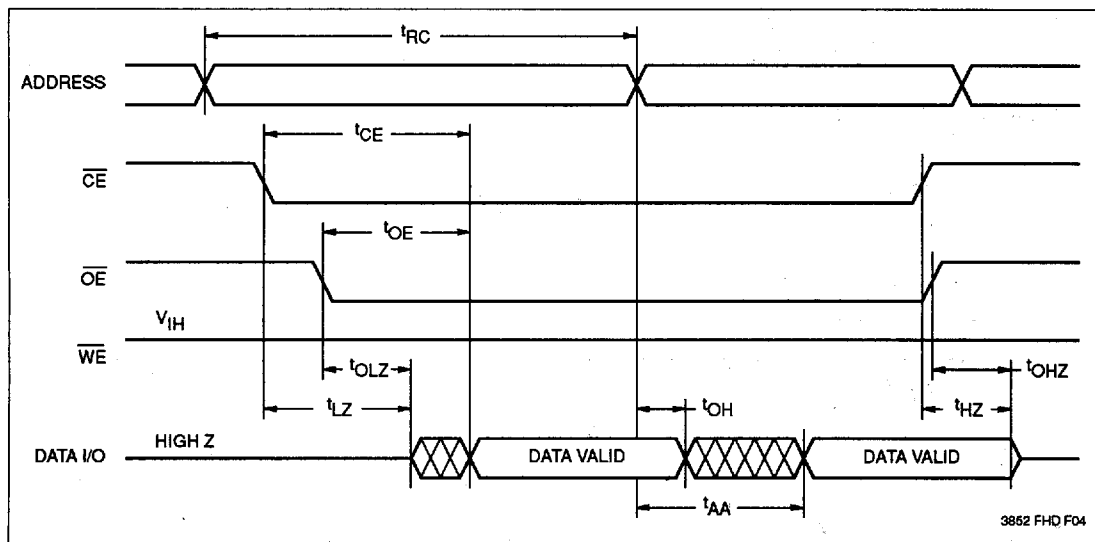 tRC
ADDRESS
tCE
CE
tOE
OE
VIH
WE
tOLZ
tOHZ
tLZ
tOH
tHZ
HIGH Z
DATA I/O
DATA VALID
DATA VALID
tAA
3852 FHD F04